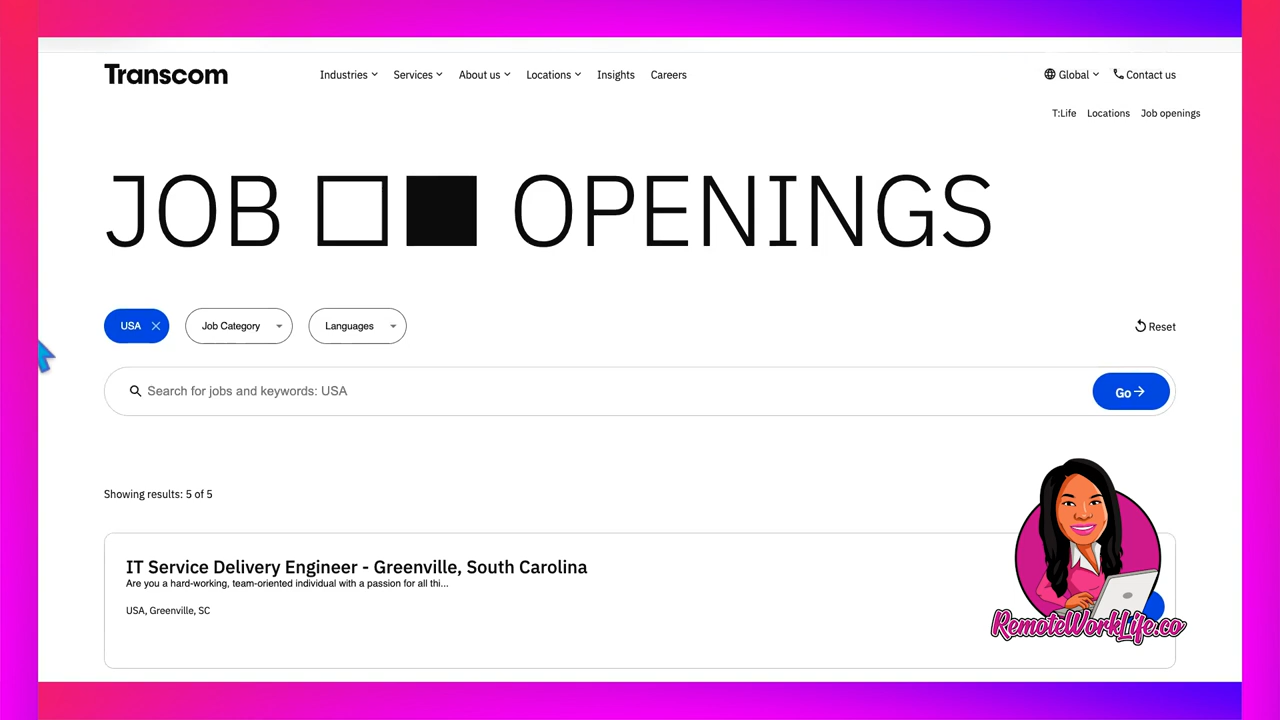 Transcom
Industries Services About us Locations Insights Careers
Global Contact us
T:Life Locations Job openings
JOB OPENINGS
USA Job Category Languages
Reset
Search for jobs and keywords: USA
Go
Showing results: 5 of 5
IT Service Delivery Engineer - Greenville, South Carolina
Are you a hard-working, team-oriented individual with a passion for all thi...
USA, Greenville, SC
RemoteWorkLife.co